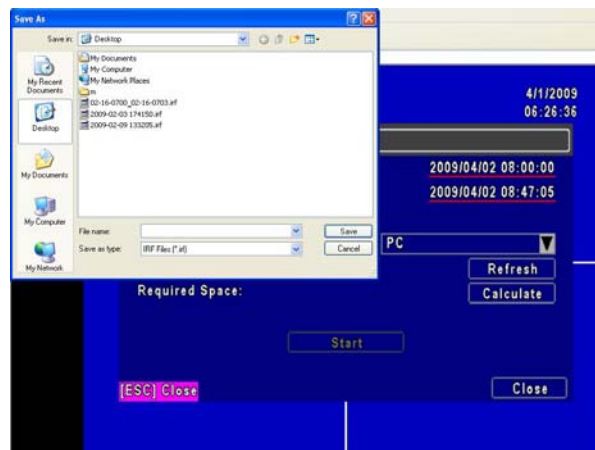 Save As
Save in: Desktop
My Documents
My Computer
My Network Places
m
02-16-0700_02-16-0703.irf
2009-02-03 174150.irf
2009-02-09 133205.irf
My Recent
Documents
Desktop
My Documents
My Computer
My Network
File name:
Save
Save as type: IRF Files (*.irf)
Cancel
4/1/2009
06:26:36
2009/04/02 08:00:00
2009/04/02 08:47:05
PC
Refresh
Required Space:
Calculate
Start
[ESC] Close
Close